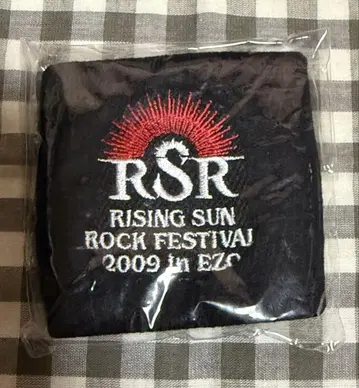 RSR
RISING SUN
ROCK FESTIVAL
2009 in EZO